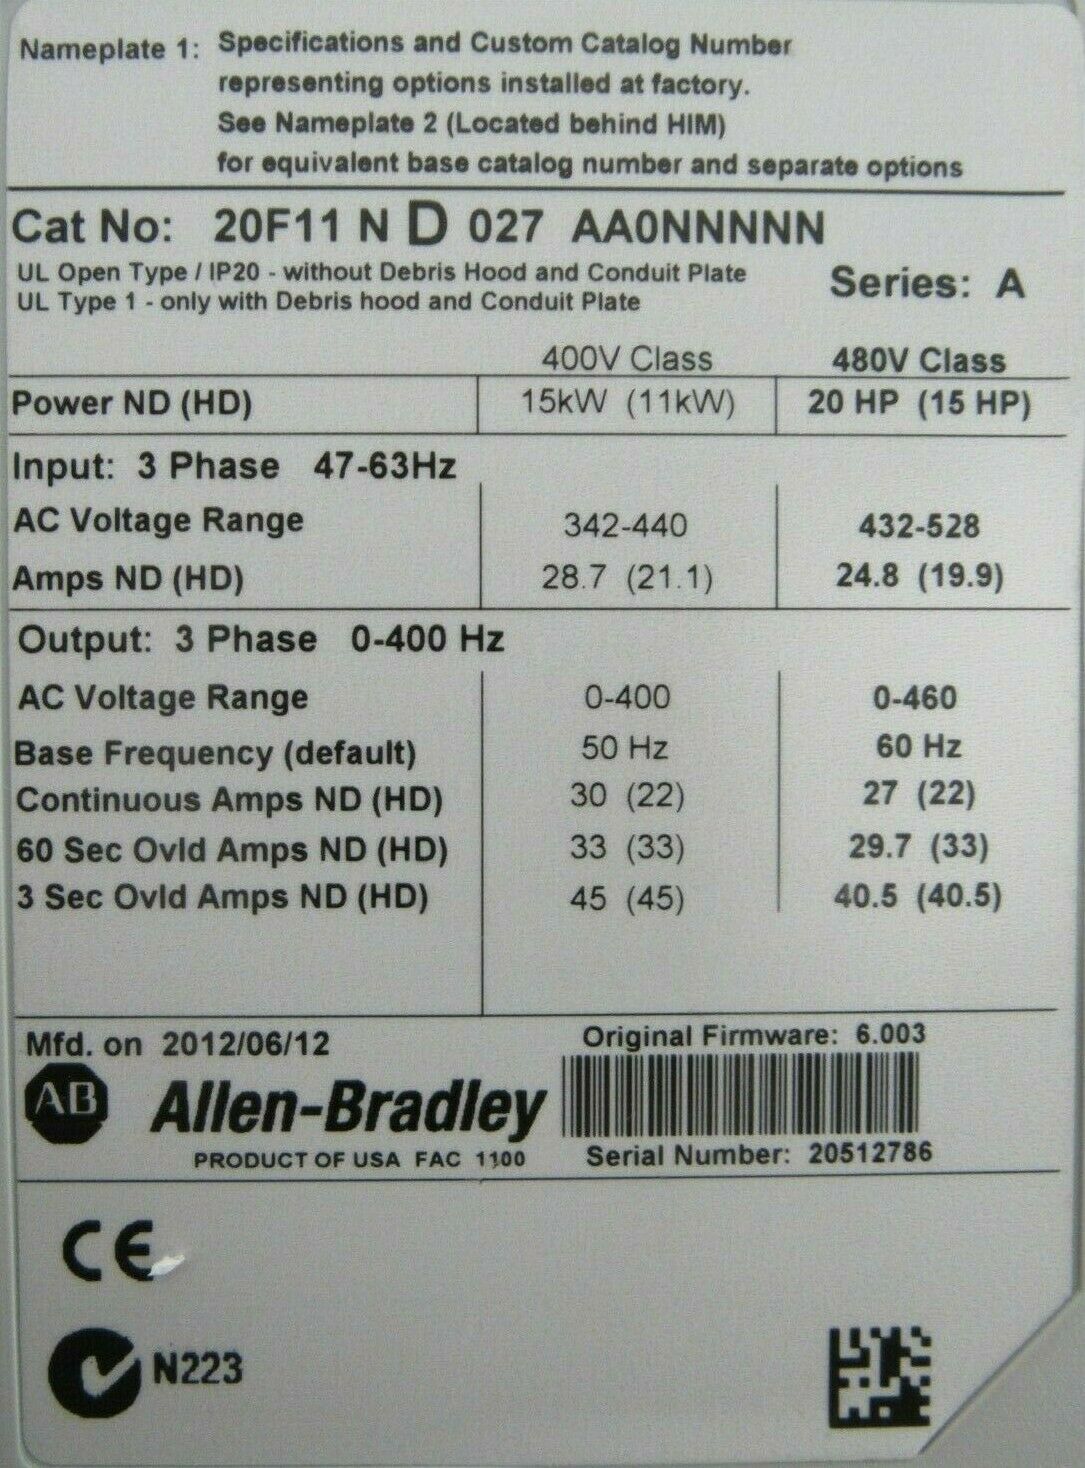 Nameplate 1: Specifications and Custom Catalog Number
representing options installed at factory.
See Nameplate 2 (Located behind HIM)
for equivalent base catalog number and separate options
Cat No: 20F11 N D 027 AA0NNNNN
UL Open Type / IP20 - without Debris Hood and Conduit Plate
UL Type 1 - only with Debris hood and Conduit Plate
Series: A
400V Class 480V Class
Power ND (HD) 15kW (11kW) 20 HP (15 HP)
Input: 3 Phase 47-63Hz
AC Voltage Range 342-440 432-528
Amps ND (HD) 28.7 (21.1) 24.8 (19.9)
Output: 3 Phase 0-400 Hz
AC Voltage Range 0-400 0-460
Base Frequency (default) 50 Hz 60 Hz
Continuous Amps ND (HD) 30 (22) 27 (22)
60 Sec Ovld Amps ND (HD) 33 (33) 29.7 (33)
3 Sec Ovld Amps ND (HD) 45 (45) 40.5 (40.5)
Mfd. on 2012/06/12
Original Firmware: 6.003
AB Allen-Bradley
PRODUCT OF USA FAC 1100
Serial Number: 20512786
CE
N223